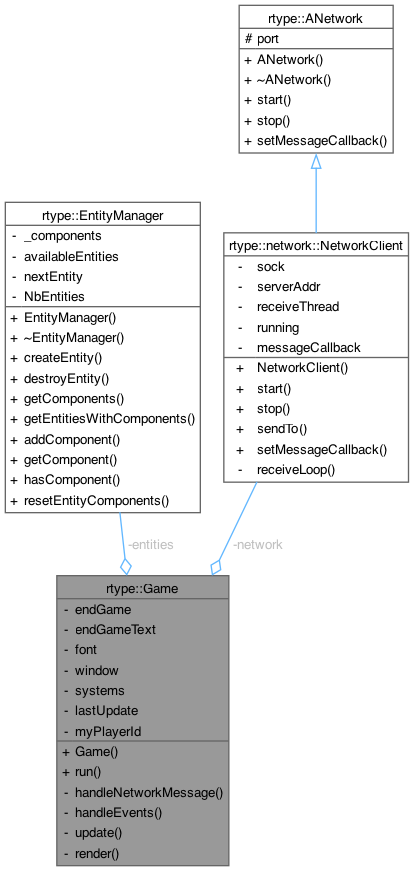 rtype::ANetwork
# port
+ ANetwork()
+ ~ANetwork()
+ start()
+ stop()
+ setMessageCallback()
rtype::EntityManager
- _components
- availableEntities
- nextEntity
- NbEntities
+ EntityManager()
+ ~EntityManager()
+ createEntity()
+ destroyEntity()
+ getComponents()
+ getEntitiesWithComponents()
+ addComponent()
+ getComponent()
+ hasComponent()
+ resetEntityComponents()
rtype::network::NetworkClient
- sock
- serverAddr
- receiveThread
- running
- messageCallback
+ NetworkClient()
+ start()
+ stop()
+ sendTo()
+ setMessageCallback()
- receiveLoop()
-entities
-network
rtype::Game
- endGame
- endGameText
- font
- window
- systems
- lastUpdate
- myPlayerId
+ Game()
+ run()
- handleNetworkMessage()
- handleEvents()
- update()
- render()